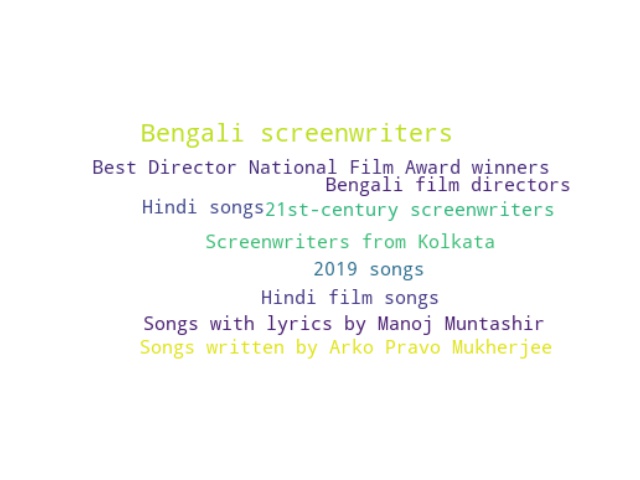 Bengali screenwriters
Best Director National Film Award winners
Bengali film directors
Hindi songs
21st-century screenwriters
Screenwriters from Kolkata
2019 songs
Hindi film songs
Songs with lyrics by Manoj Muntashir
Songs written by Arko Pravo Mukherjee